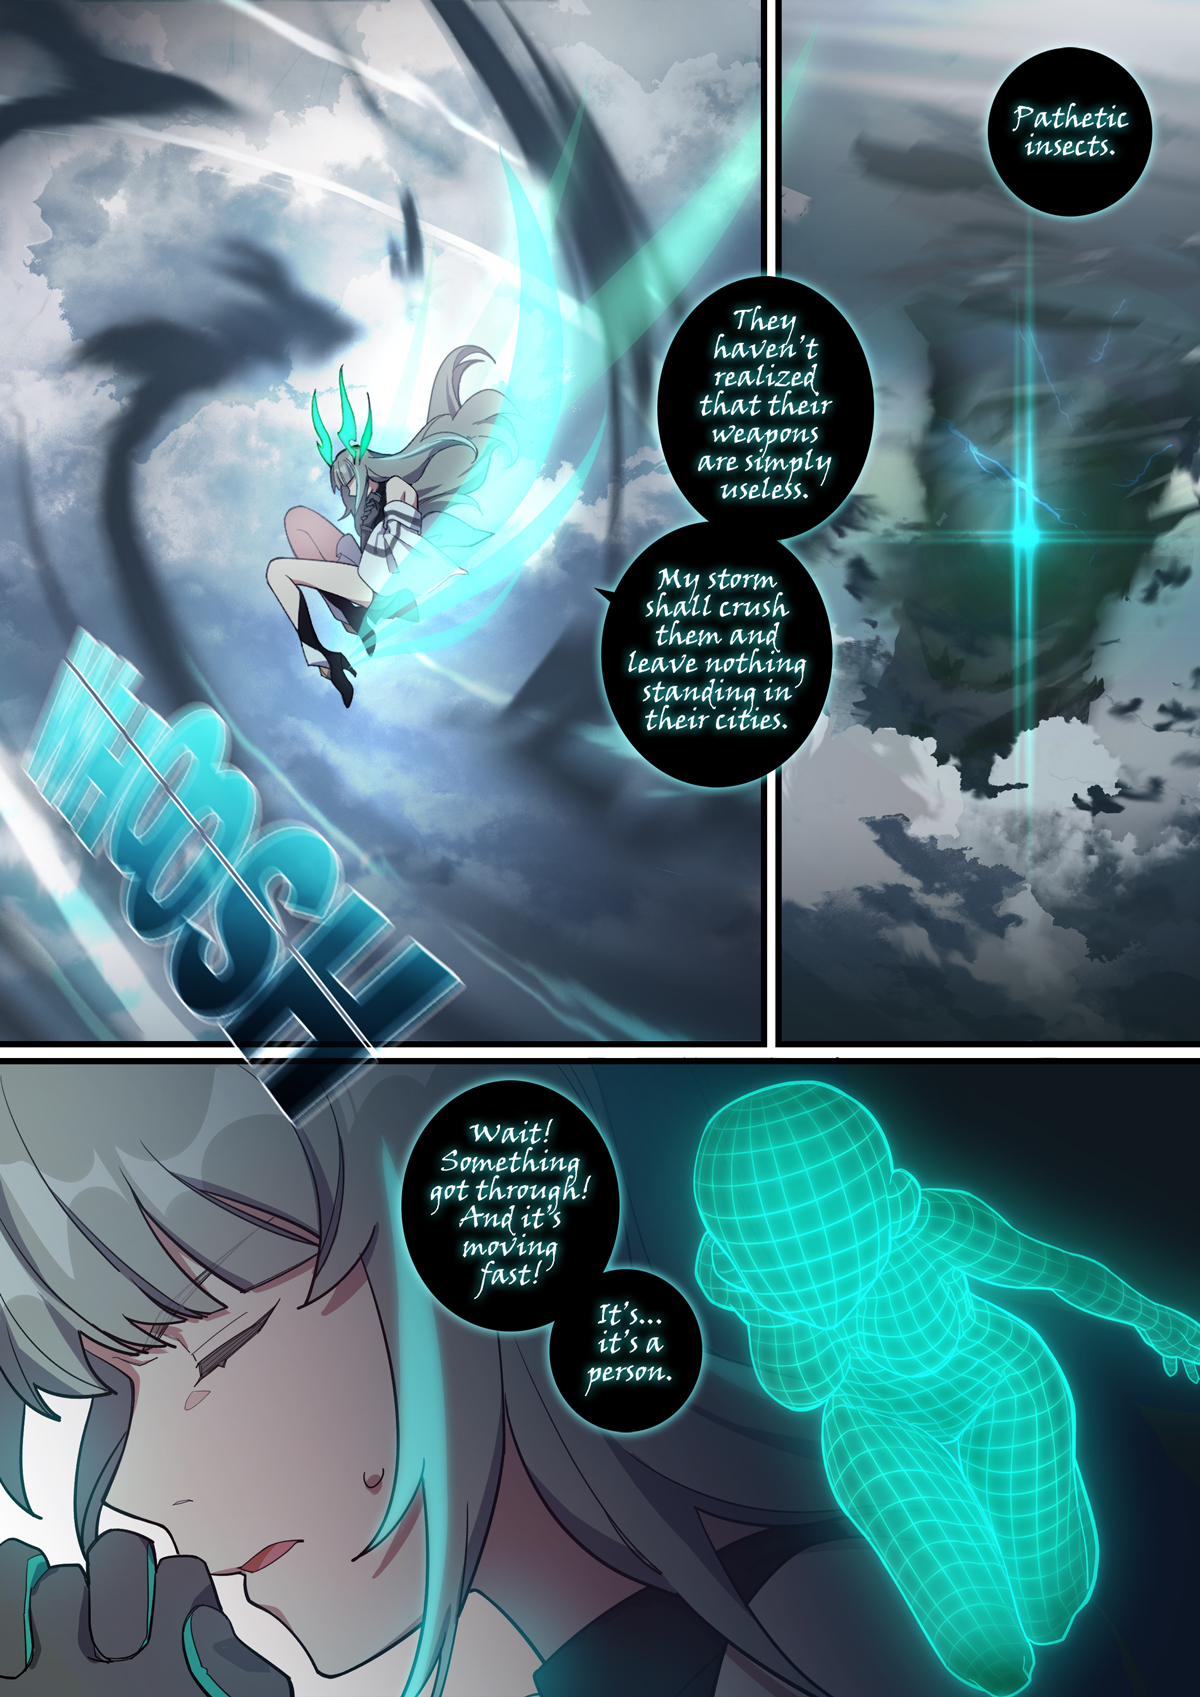 Pathetic
insects.
They
haven't
realized
that their
weapons
are simply
useless.
My storm
shall crush
them and
leave nothing
standing in
their cities.
WHOOSH
Wait!
Something
got through!
And it's
moving
fast!
It's...
it's a
person.